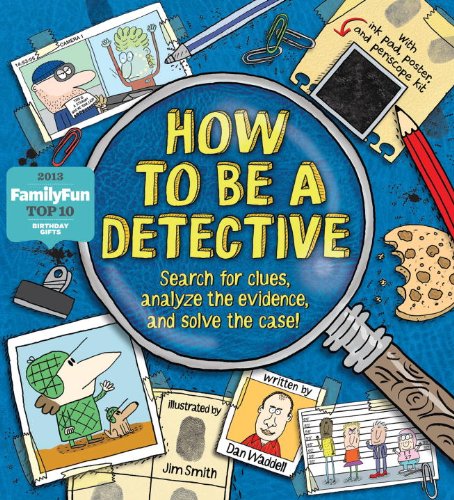 CAMERA 1
With
ink pad, poster,
and periscope kit
HOW
TO BE A
DETECTIVE
2013
FamilyFun
TOP 10
BIRTHDAY
GIFTS
Search for clues,
analyze the evidence,
and solve the case!
illustrated by
Jim Smith
written by
Dan Waddell